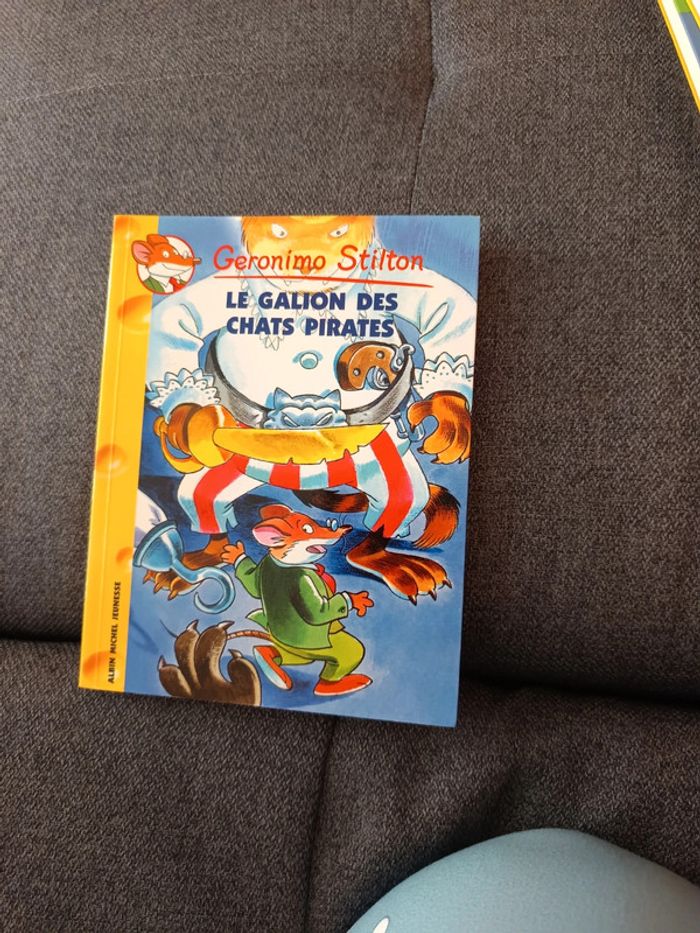 Geronimo Stilton
LE GALION DES
CHATS PIRATES
ALBIN MICHEL JEUNESSE